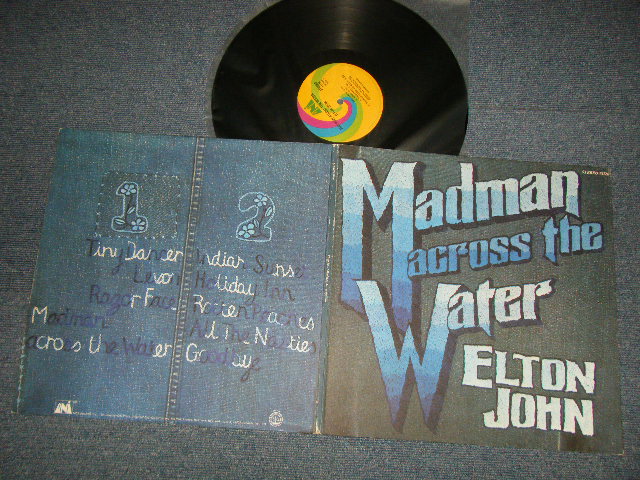 1
Tiny Dancer
Levon
Razor Face
Madman
across the Water
2
Indian Sunset
Holiday Inn
Rotten Peaches
All The Nasties
Goodbye
UNI
Madman
across the
Water
ELTON
JOHN